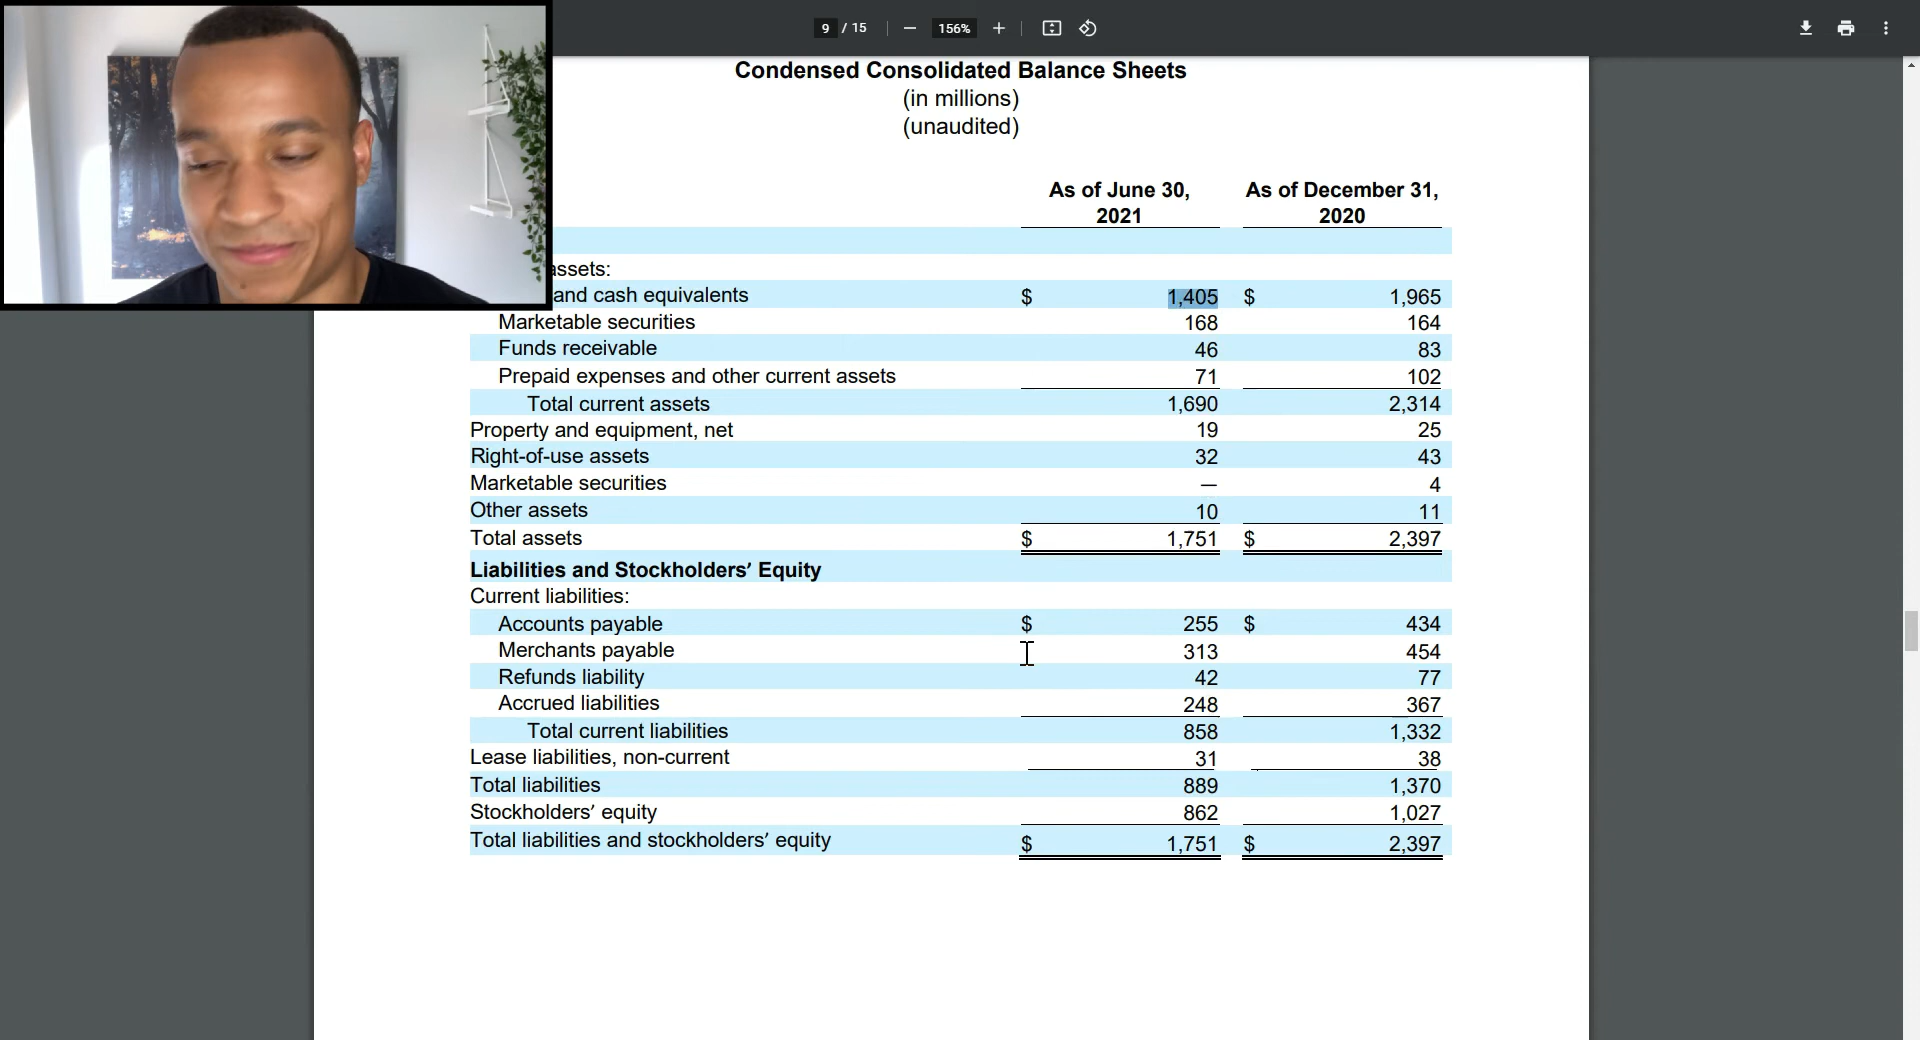 9 / 15 156%
Condensed Consolidated Balance Sheets
(in millions)
(unaudited)
As of June 30, As of December 31,
2021 2020
assets:
and cash equivalents $ 1,405 $ 1,965
Marketable securities 168 164
Funds receivable 46 83
Prepaid expenses and other current assets 71 102
Total current assets 1,690 2,314
Property and equipment, net 19 25
Right-of-use assets 32 43
Marketable securities — 4
Other assets 10 11
Total assets $ 1,751 $ 2,397
Liabilities and Stockholders’ Equity
Current liabilities:
Accounts payable $ 255 $ 434
Merchants payable 313 454
Refunds liability 42 77
Accrued liabilities 248 367
Total current liabilities 858 1,332
Lease liabilities, non-current 31 38
Total liabilities 889 1,370
Stockholders’ equity 862 1,027
Total liabilities and stockholders’ equity $ 1,751 $ 2,397